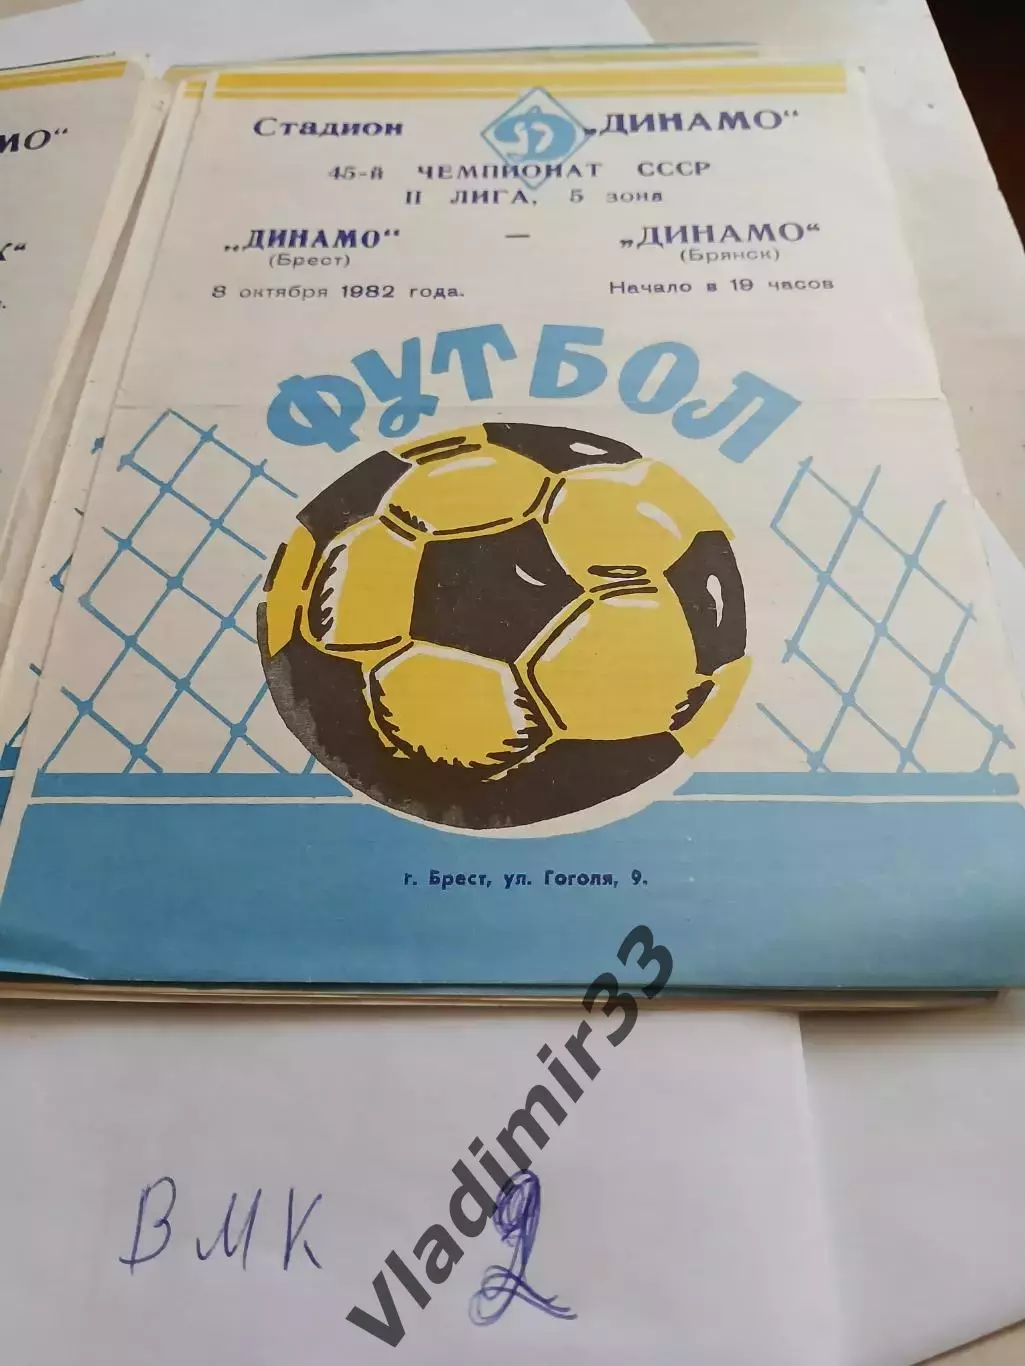 МО"
К"
Стадион „ДИНАМО"
45-й ЧЕМПИОНАТ СССР
II ЛИГА, 5 зона
„ДИНАМО" — „ДИНАМО"
(Брест) (Брянск)
8 октября 1982 года. Начало в 19 часов
ФУТБОЛ
г. Брест, ул. Гоголя, 9.
Vladimir33
ВМК 2